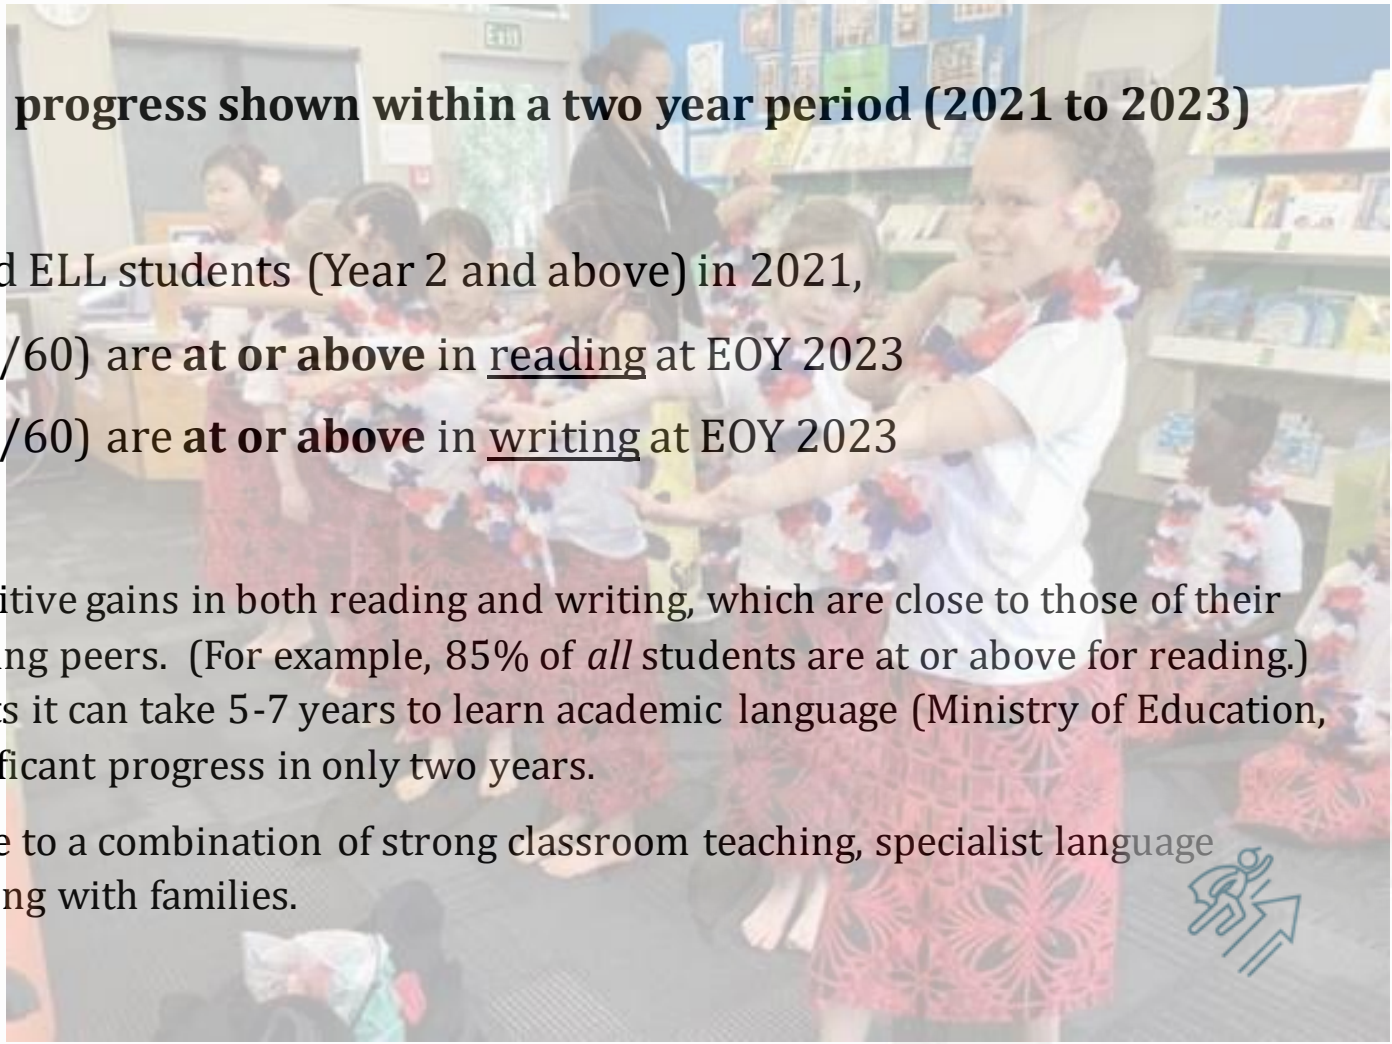 EXIT
progress shown within a two year period (2021 to 2023)
d ELL students (Year 2 and above) in 2021,
/60) are at or above in reading at EOY 2023
/60) are at or above in writing at EOY 2023
itive gains in both reading and writing, which are close to those of their
ng peers. (For example, 85% of all students are at or above for reading.)
s it can take 5-7 years to learn academic language (Ministry of Education,
ficant progress in only two years.
e to a combination of strong classroom teaching, specialist language
ng with families.